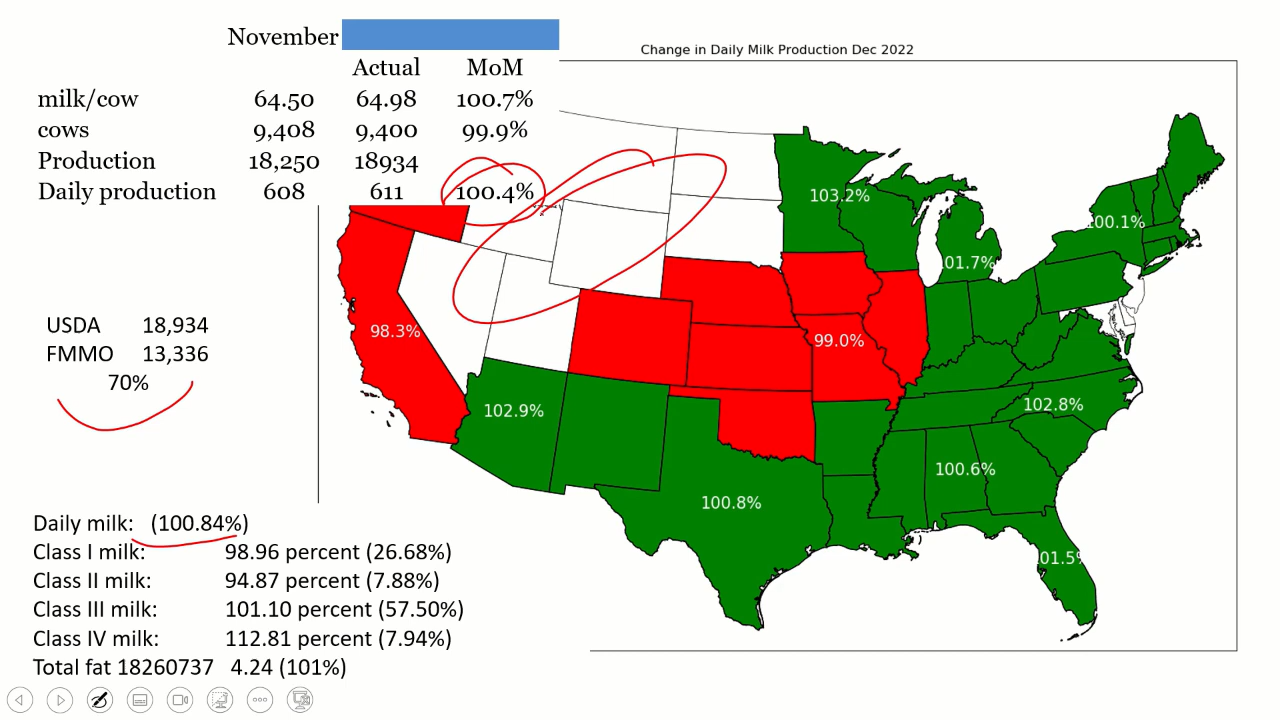 November
Actual MoM
milk/cow 64.50 64.98 100.7%
cows 9,408 9,400 99.9%
Production 18,250 18934
Daily production 608 611 100.4%
USDA 18,934
FMMO 13,336
70%
Daily milk: (100.84%)
Class I milk: 98.96 percent (26.68%)
Class II milk: 94.87 percent (7.88%)
Class III milk: 101.10 percent (57.50%)
Class IV milk: 112.81 percent (7.94%)
Total fat 18260737 4.24 (101%)
Change in Daily Milk Production Dec 2022
103.2%
00.1%
01.7%
98.3%
99.0%
102.9%
102.8%
100.6%
100.8%
01.5%